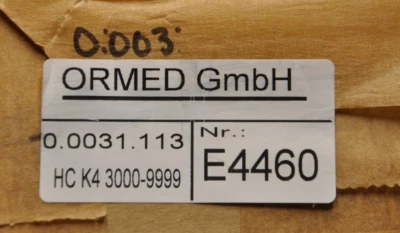 0.003
ORMED GmbH
0.0031.113
Nr.:
HC K4 3000-9999
E4460